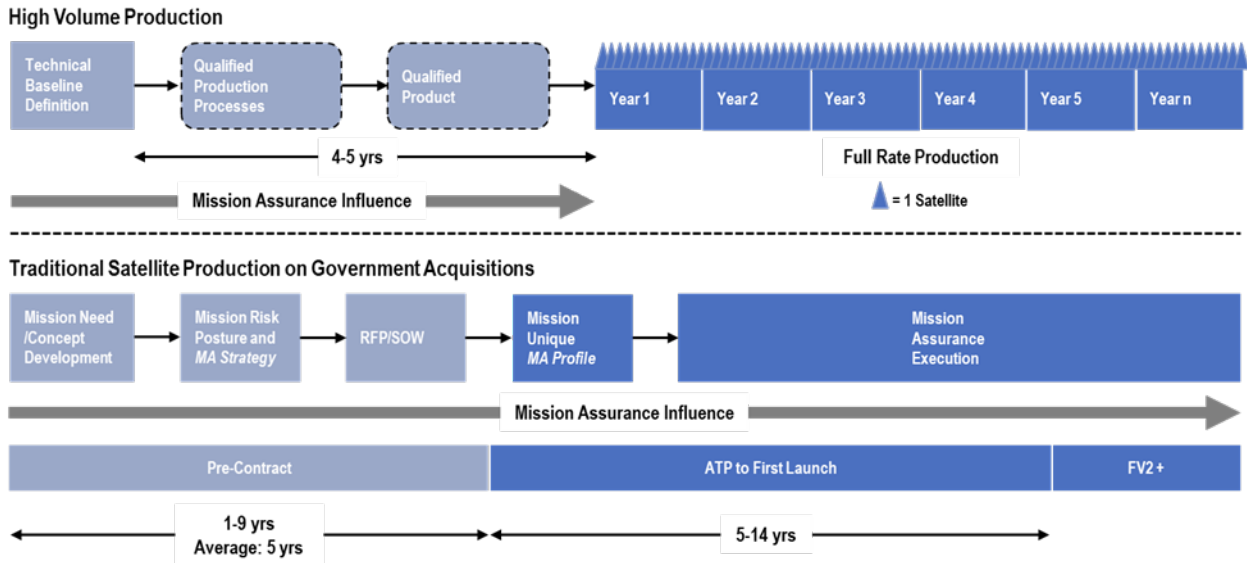 High Volume Production
Technical
Baseline
Definition
Qualified
Production
Processes
Qualified
Product
Year 1
Year 2
Year 3
Year 4
Year 5
Year n
4-5 yrs
Full Rate Production
Mission Assurance Influence
= 1 Satellite
Traditional Satellite Production on Government Acquisitions
Mission Need
/Concept
Development
Mission Risk
Posture and
MA Strategy
RFP/SOW
Mission
Unique
MA Profile
Mission
Assurance
Execution
Mission Assurance Influence
Pre-Contract
ATP to First Launch
FV2 +
1-9 yrs
Average: 5 yrs
5-14 yrs